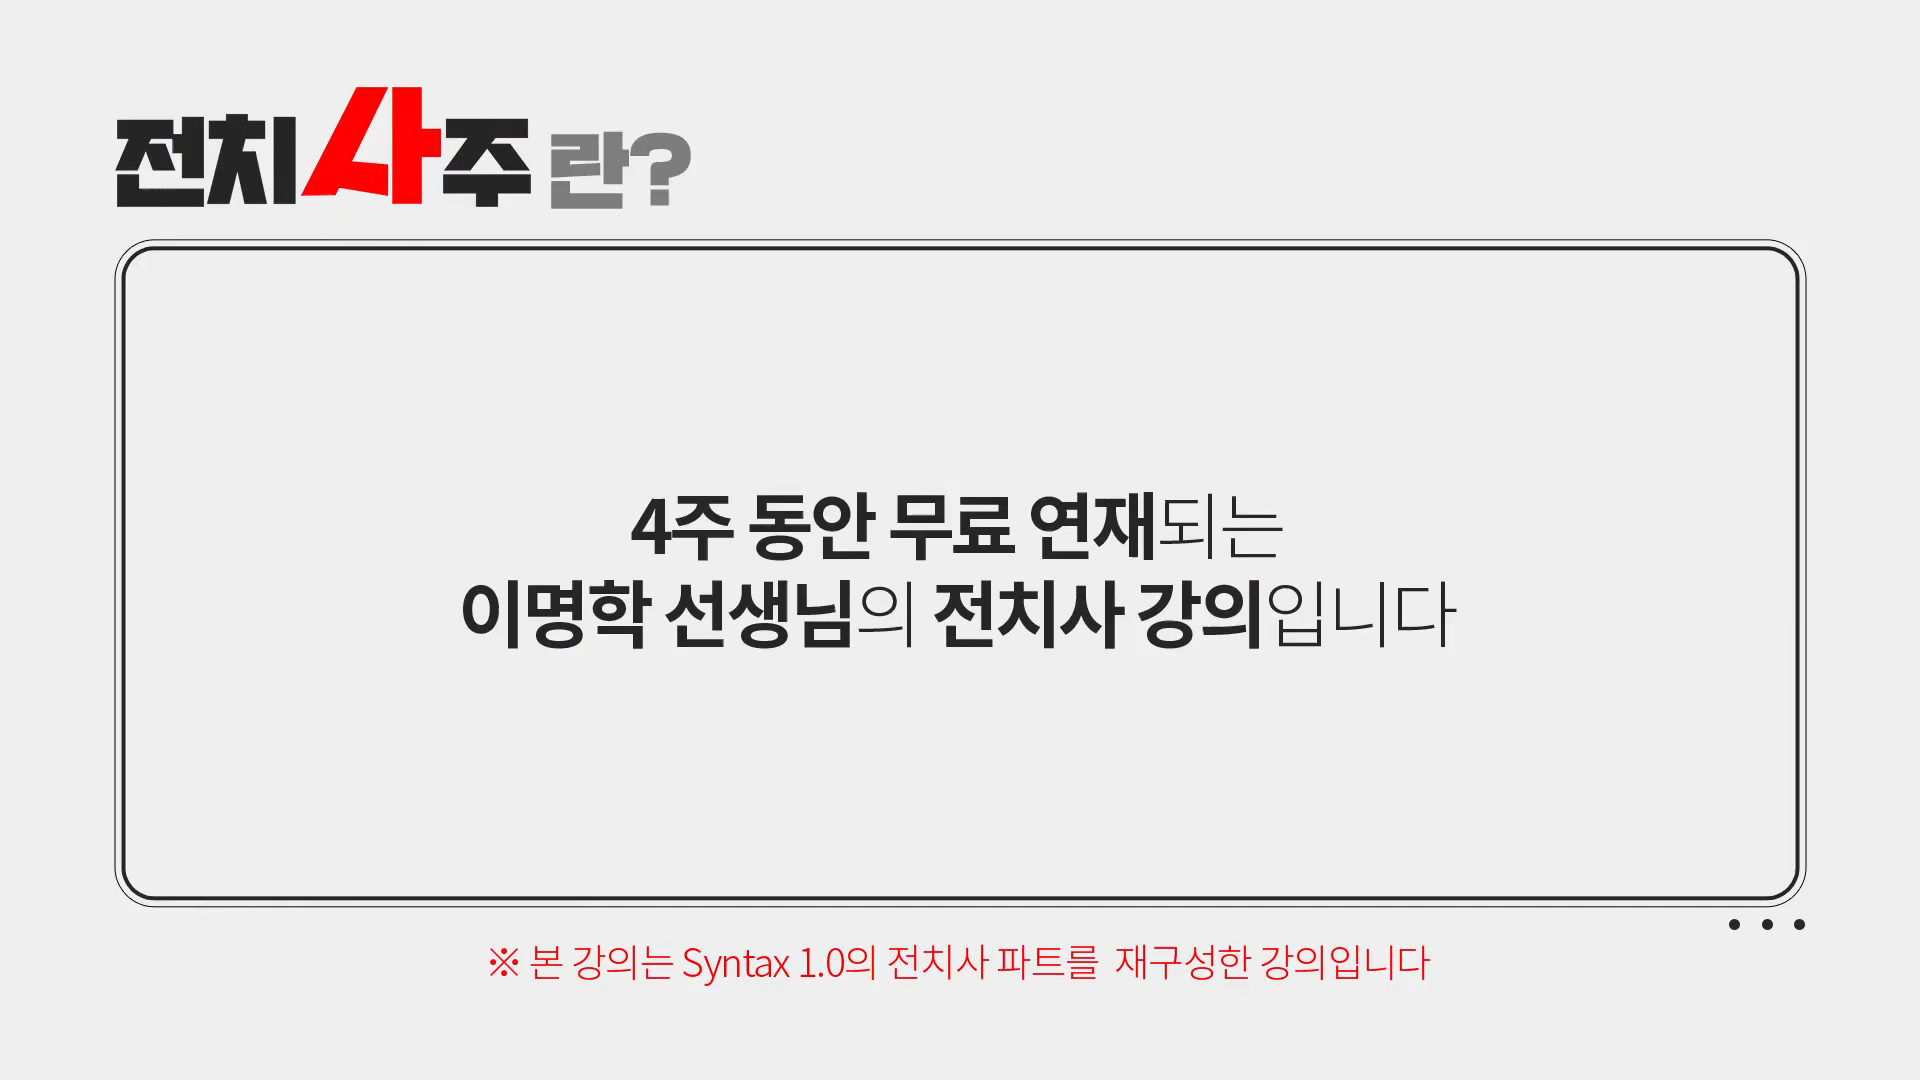 전치사주란?
4주 동안 무료 연재되는
이명학 선생님의 전치사 강의입니다
※ 본 강의는 Syntax 1.0의 전치사 파트를 재구성한 강의입니다